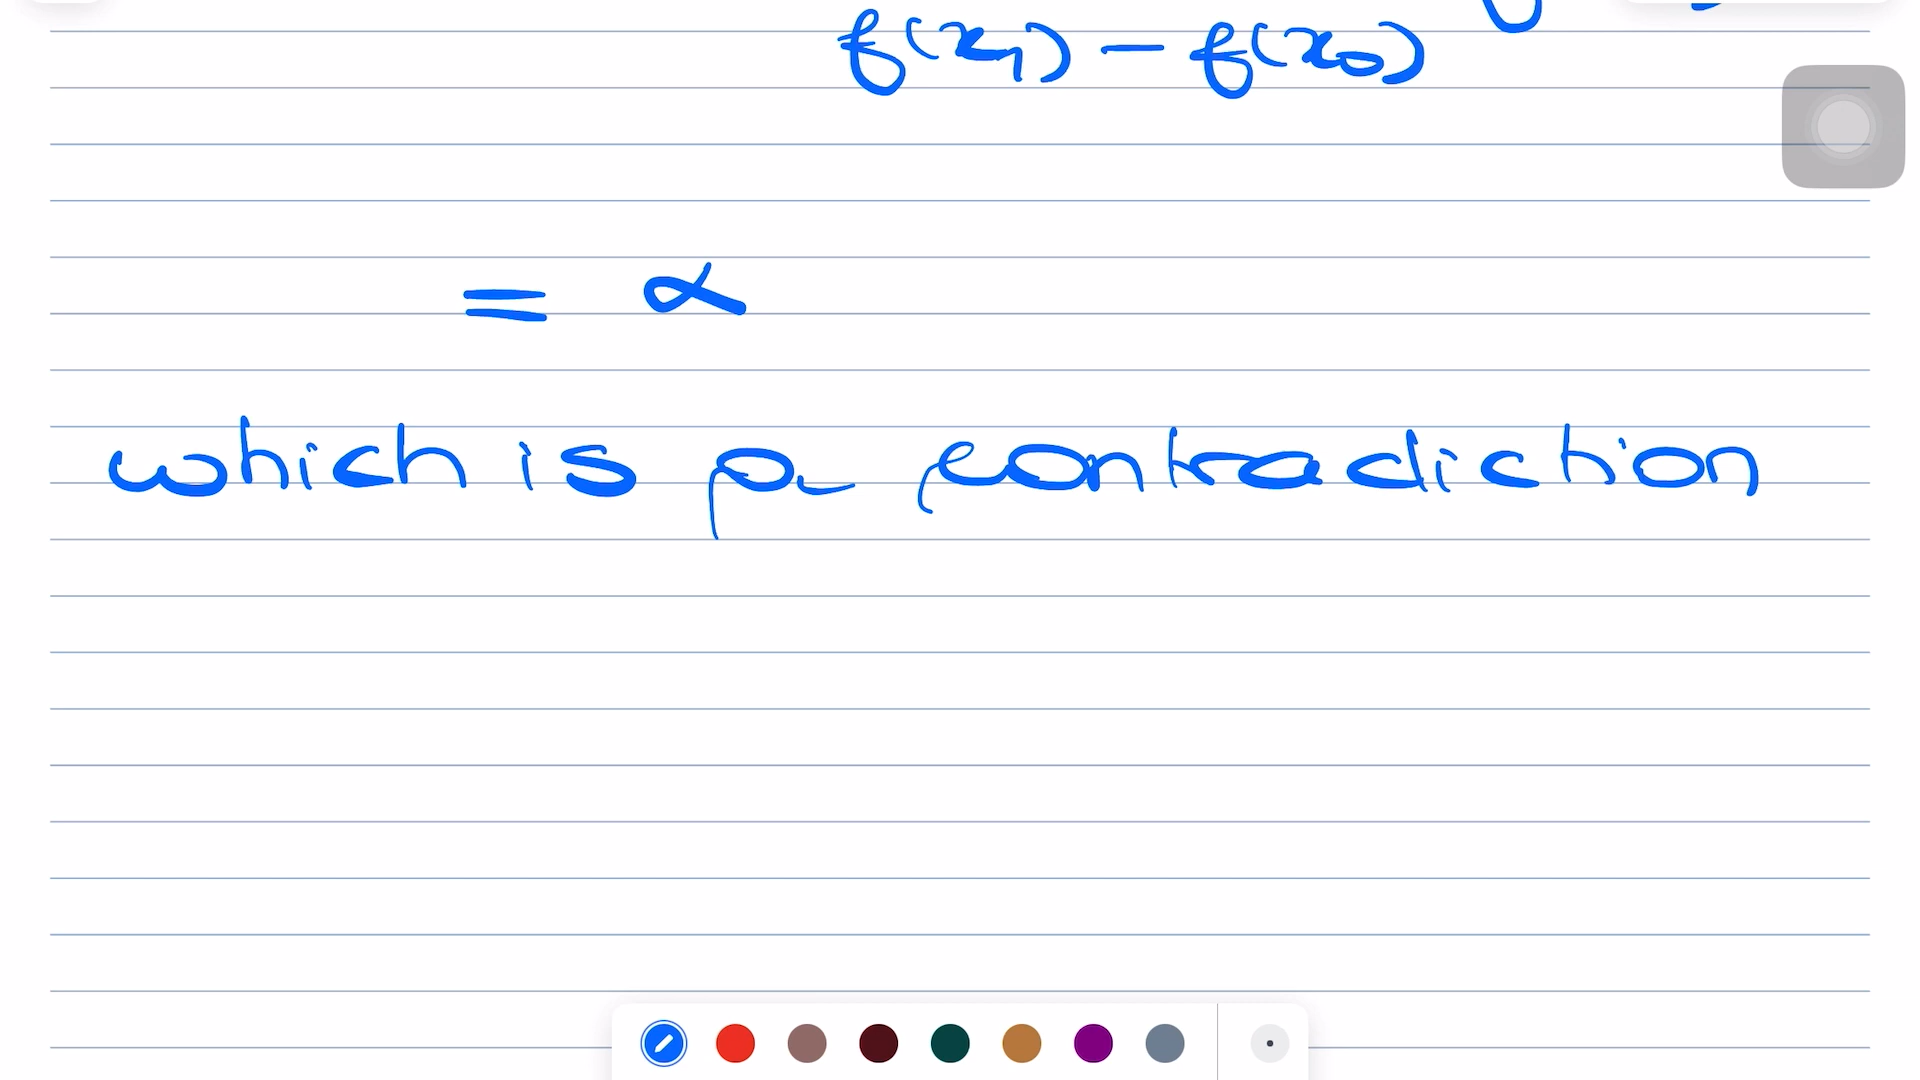 f(x₁) - f(x₀)
= α
which is a contradiction